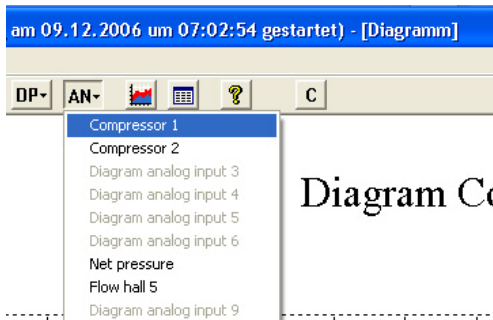 am 09.12.2006 um 07:02:54 gestartet) - [Diagramm]
DP AN ? C
Compressor 1
Compressor 2
Diagram analog input 3
Diagram analog input 4
Diagram analog input 5
Diagram analog input 6
Net pressure
Flow hall 5
Diagram analog input 9
Diagram Co